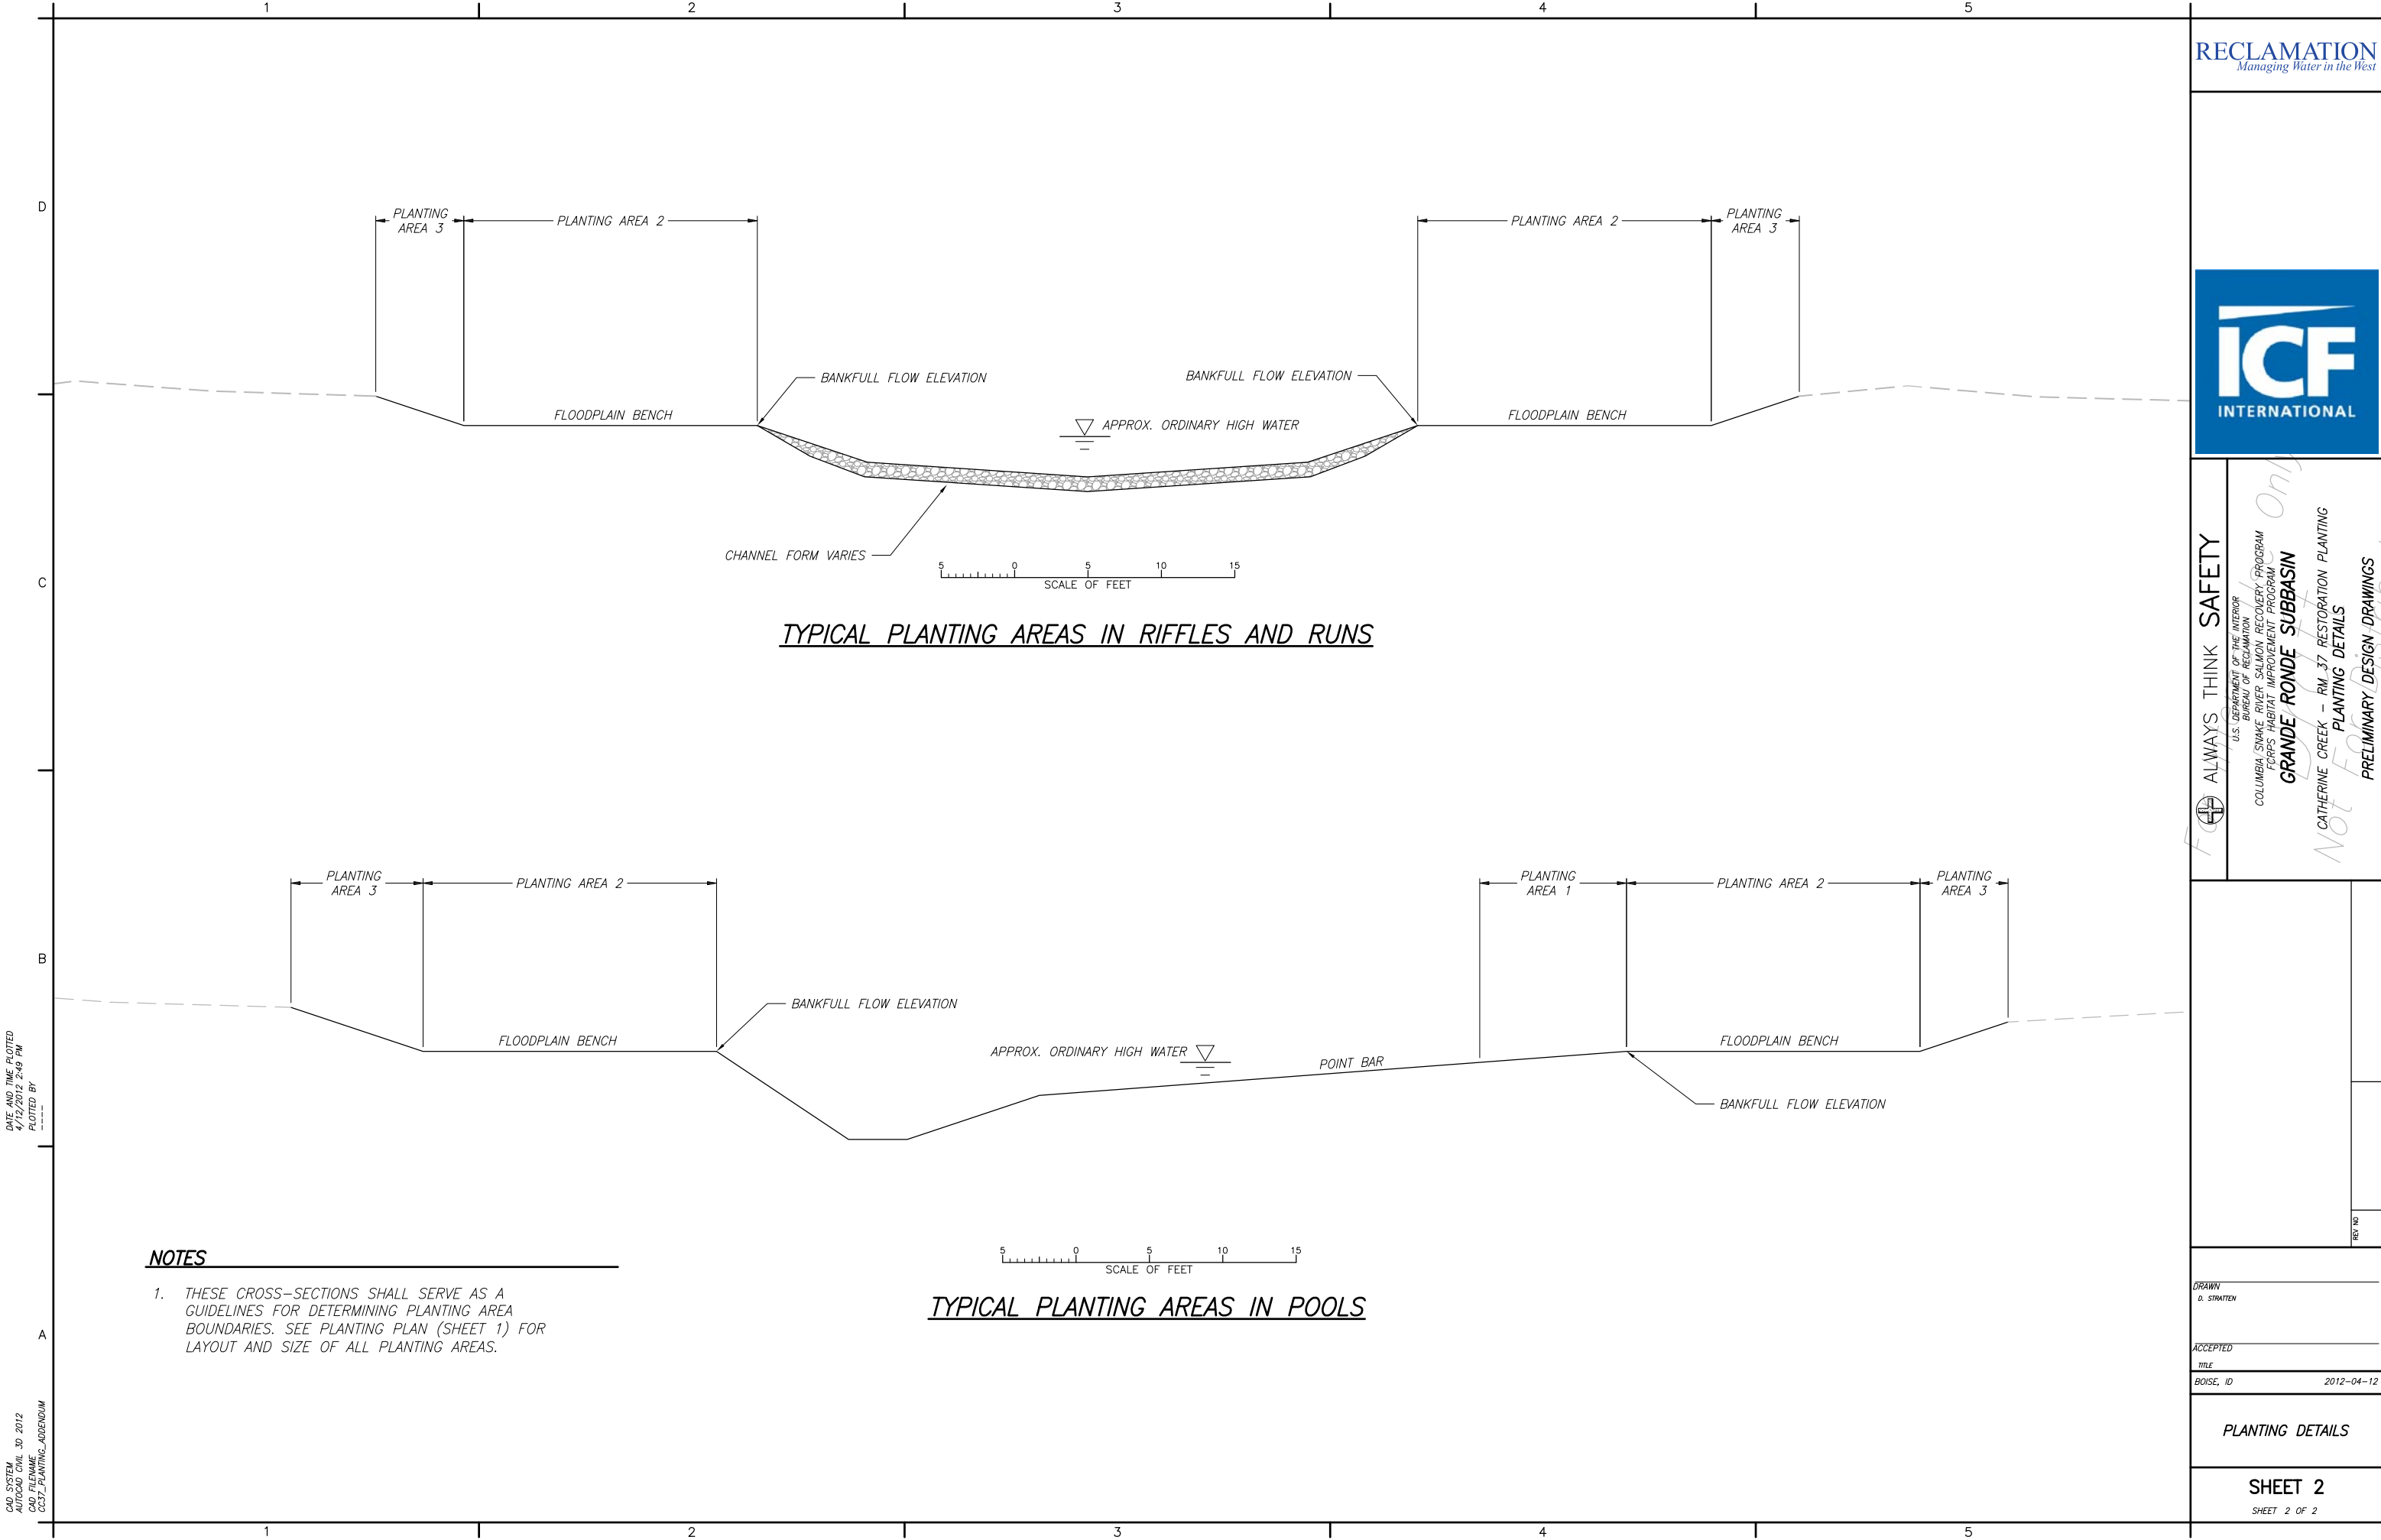 1 2 3 4 5
D
C
B
A
RECLAMATION
Managing Water in the West
PLANTING
AREA 3
PLANTING AREA 2
PLANTING AREA 2
PLANTING
AREA 3
BANKFULL FLOW ELEVATION
BANKFULL FLOW ELEVATION
FLOODPLAIN BENCH
APPROX. ORDINARY HIGH WATER
FLOODPLAIN BENCH
CHANNEL FORM VARIES
5 0 5 10 15
SCALE OF FEET
TYPICAL PLANTING AREAS IN RIFFLES AND RUNS
PLANTING
AREA 3
PLANTING AREA 2
PLANTING
AREA 1
PLANTING AREA 2
PLANTING
AREA 3
BANKFULL FLOW ELEVATION
FLOODPLAIN BENCH
APPROX. ORDINARY HIGH WATER
POINT BAR
FLOODPLAIN BENCH
BANKFULL FLOW ELEVATION
5 0 5 10 15
SCALE OF FEET
TYPICAL PLANTING AREAS IN POOLS
NOTES
1. THESE CROSS-SECTIONS SHALL SERVE AS A
GUIDELINES FOR DETERMINING PLANTING AREA
BOUNDARIES. SEE PLANTING PLAN (SHEET 1) FOR
LAYOUT AND SIZE OF ALL PLANTING AREAS.
DATE AND TIME PLOTTED
4/12/2012 2:49 PM
PLOTTED BY
----
CAD SYSTEM
AUTOCAD CIVIL 3D 2012
CAD FILENAME
CC37_PLANTING_ADDENDUM
1 2 3 4 5
ICF
INTERNATIONAL
ALWAYS THINK SAFETY
U.S. DEPARTMENT OF THE INTERIOR
BUREAU OF RECLAMATION
COLUMBIA/SNAKE RIVER SALMON RECOVERY PROGRAM
FCRPS HABITAT IMPROVEMENT PROGRAM
GRANDE RONDE SUBBASIN
CATHERINE CREEK - RM 37 RESTORATION PLANTING
PLANTING DETAILS
PRELIMINARY DESIGN DRAWINGS
REV NO
DRAWN
D. STRATTEN
ACCEPTED
TITLE
BOISE, ID 2012-04-12
PLANTING DETAILS
SHEET 2
SHEET 2 OF 2